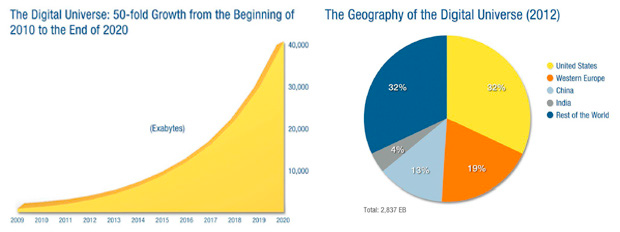 The Digital Universe: 50-fold Growth from the Beginning of
2010 to the End of 2020
40,000
30,000
(Exabytes)
20,000
10,000
2009 2010 2011 2012 2013 2014 2015 2016 2017 2018 2019 2020
The Geography of the Digital Universe (2012)
32%
32%
4%
13%
19%
United States
Western Europe
China
India
Rest of the World
Total: 2,837 EB